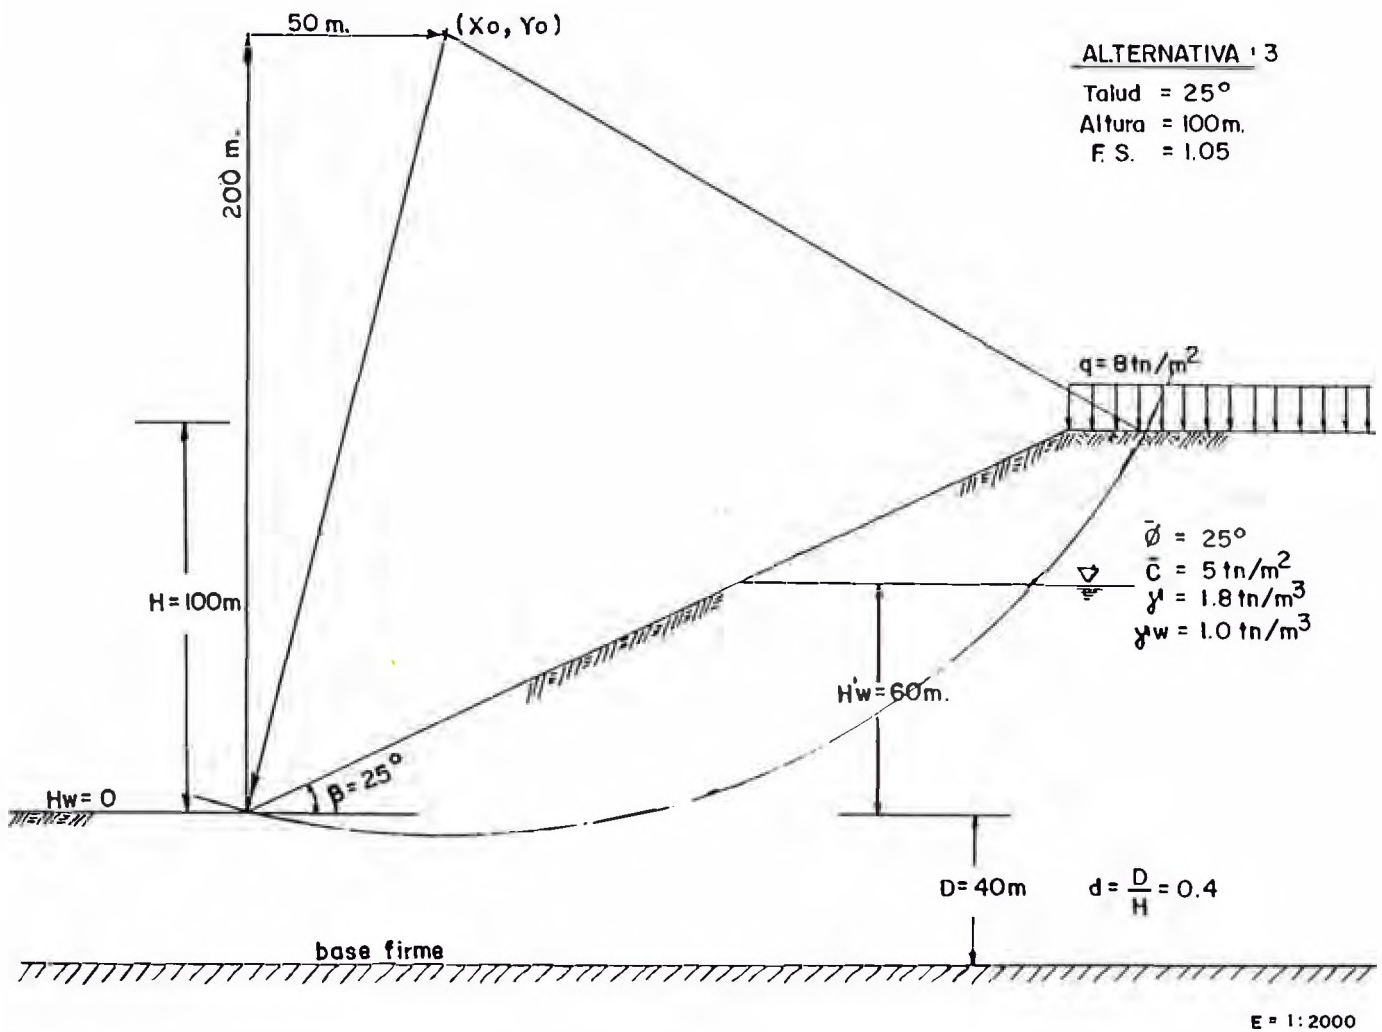 50 m.
(Xo, Yo)
ALTERNATIVA : 3
Talud = 25°
Altura = 100m.
F. S. = 1.05
200 m.
q = 8 tn/m²
H = 100m
H'w = 60m.
ø̄ = 25°
c̄ = 5 tn/m²
γ = 1.8 tn/m³
γw = 1.0 tn/m³
Hw = 0
β = 25°
D = 40m
d = D/H = 0.4
base firme
E = 1:2000